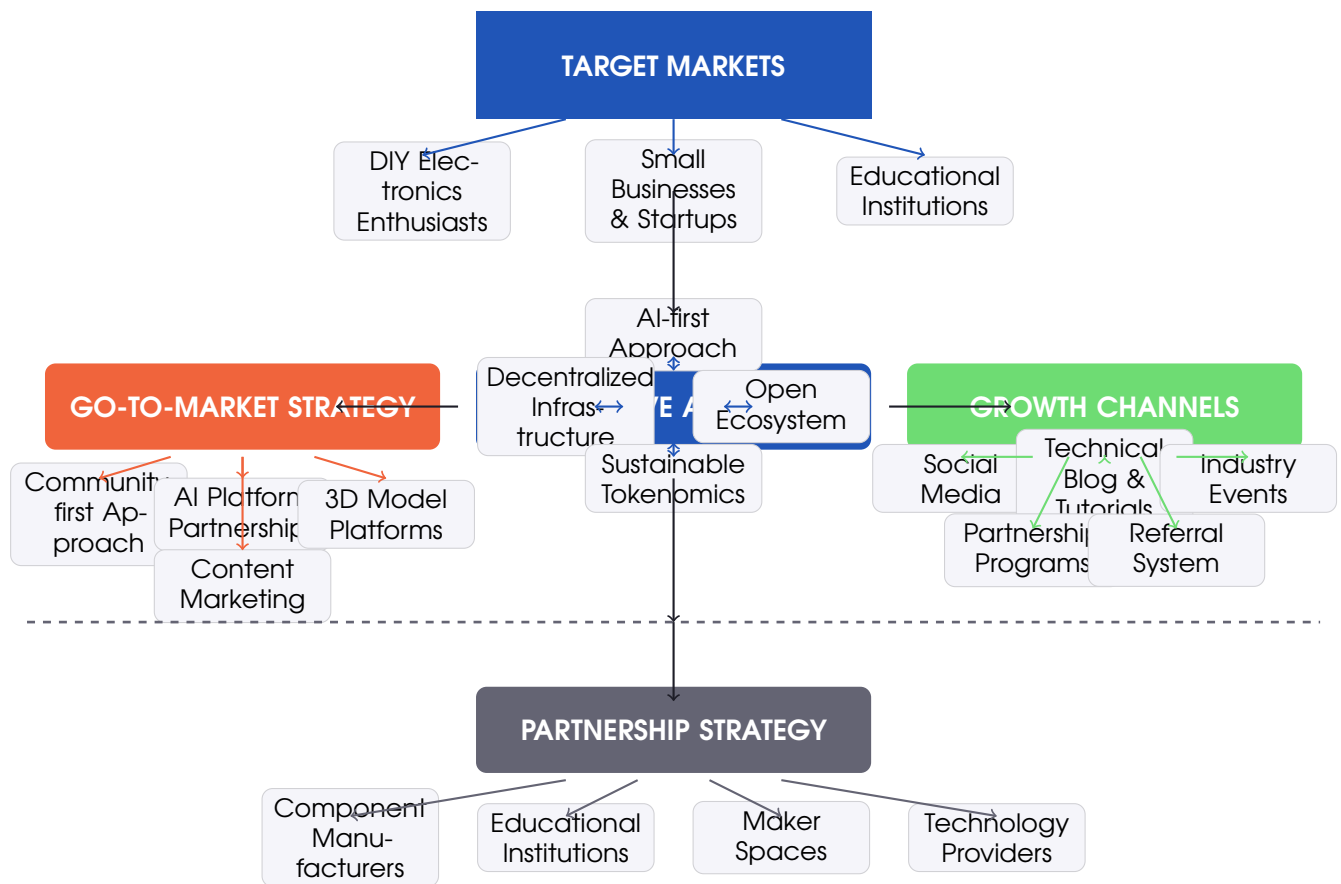 TARGET MARKETS
DIY Elec-
tronics
Enthusiasts
Small
Businesses
& Startups
Educational
Institutions
AI-first
Approach
Decentralized
Infras-
tructure
Open
Ecosystem
Sustainable
Tokenomics
GO-TO-MARKET STRATEGY
Community-
first Ap-
proach
AI Platform
Partnership
3D Model
Platforms
Content
Marketing
GROWTH CHANNELS
Social
Media
Technical
Blog &
Tutorials
Industry
Events
Partnership
Programs
Referral
System
PARTNERSHIP STRATEGY
Component
Manu-
facturers
Educational
Institutions
Maker
Spaces
Technology
Providers